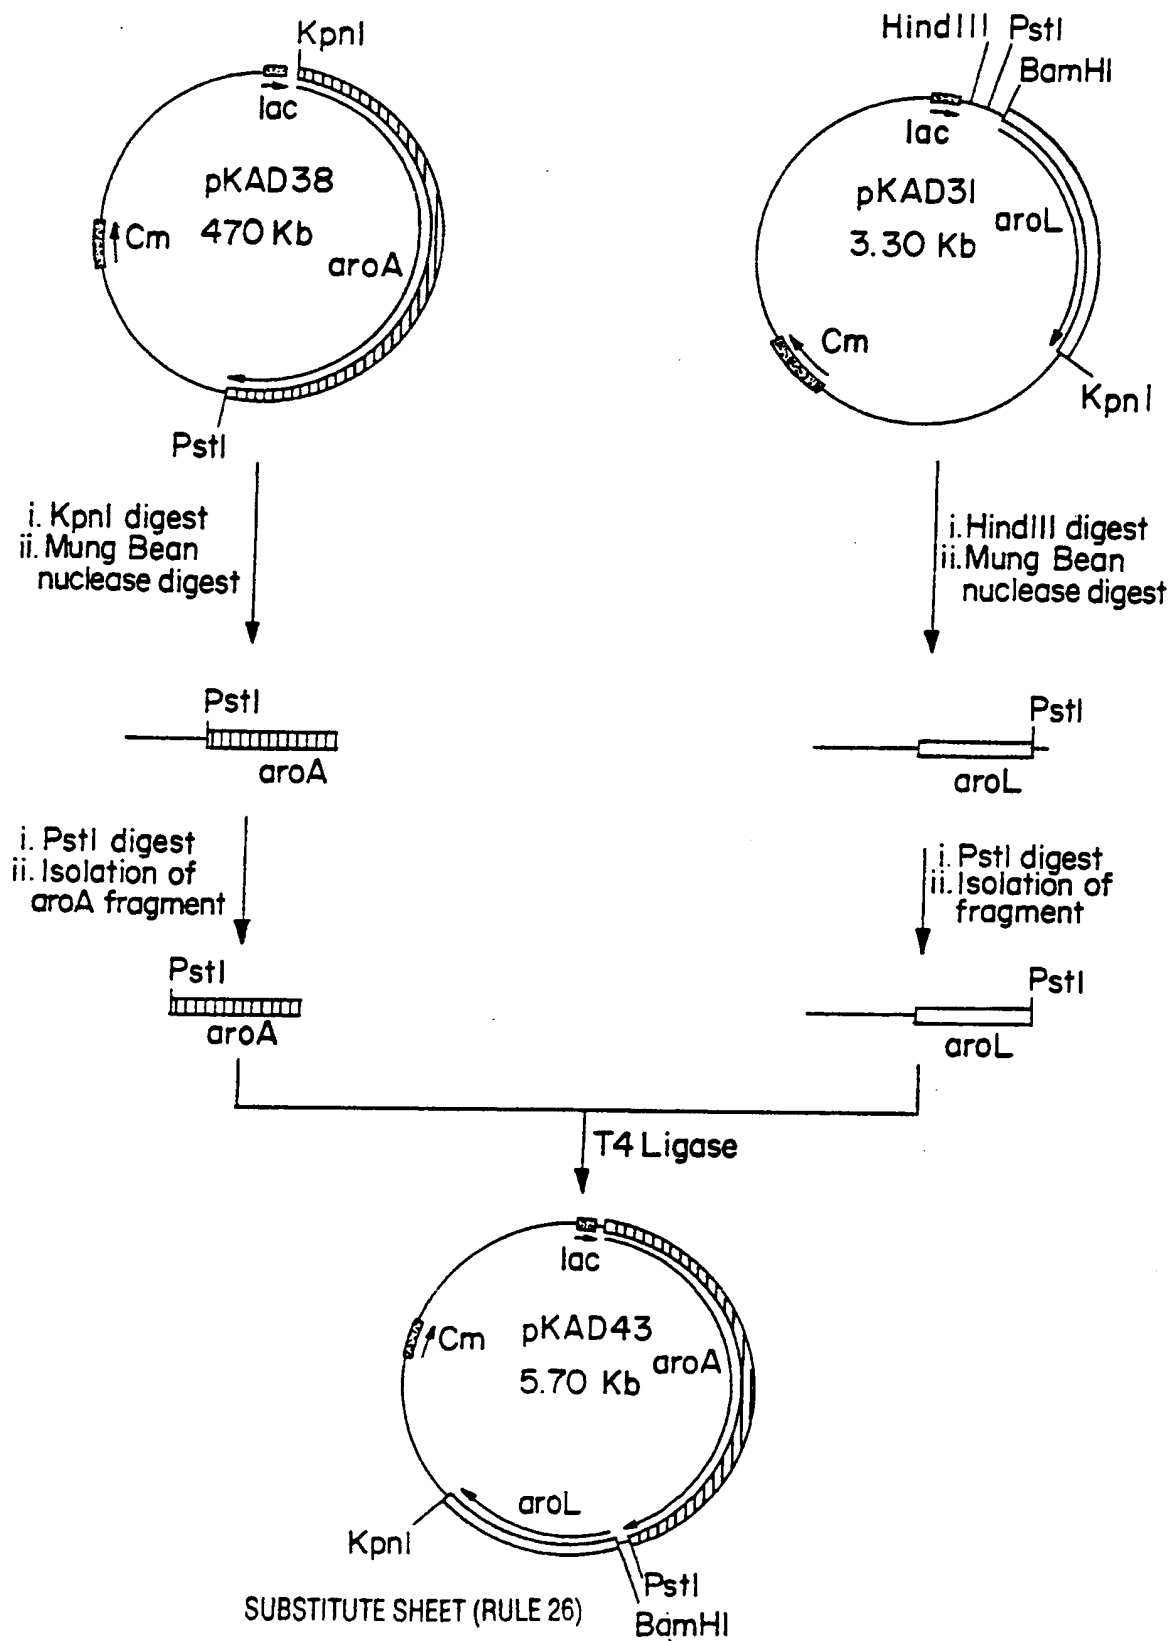 KpnI
lac
pKAD38
470 Kb
Cm
aroA
PstI
HindIII
PstI
BamHI
lac
pKAD31
3.30 Kb
aroL
Cm
KpnI
i. KpnI digest
ii. Mung Bean
nuclease digest
i. HindIII digest
ii. Mung Bean
nuclease digest
PstI
aroA
PstI
aroL
i. PstI digest
ii. Isolation of
aroA fragment
i. PstI digest
ii. Isolation of
fragment
PstI
aroA
PstI
aroL
T4 Ligase
lac
pKAD43
5.70 Kb
Cm
aroA
aroL
KpnI
PstI
BamHI
SUBSTITUTE SHEET (RULE 26)